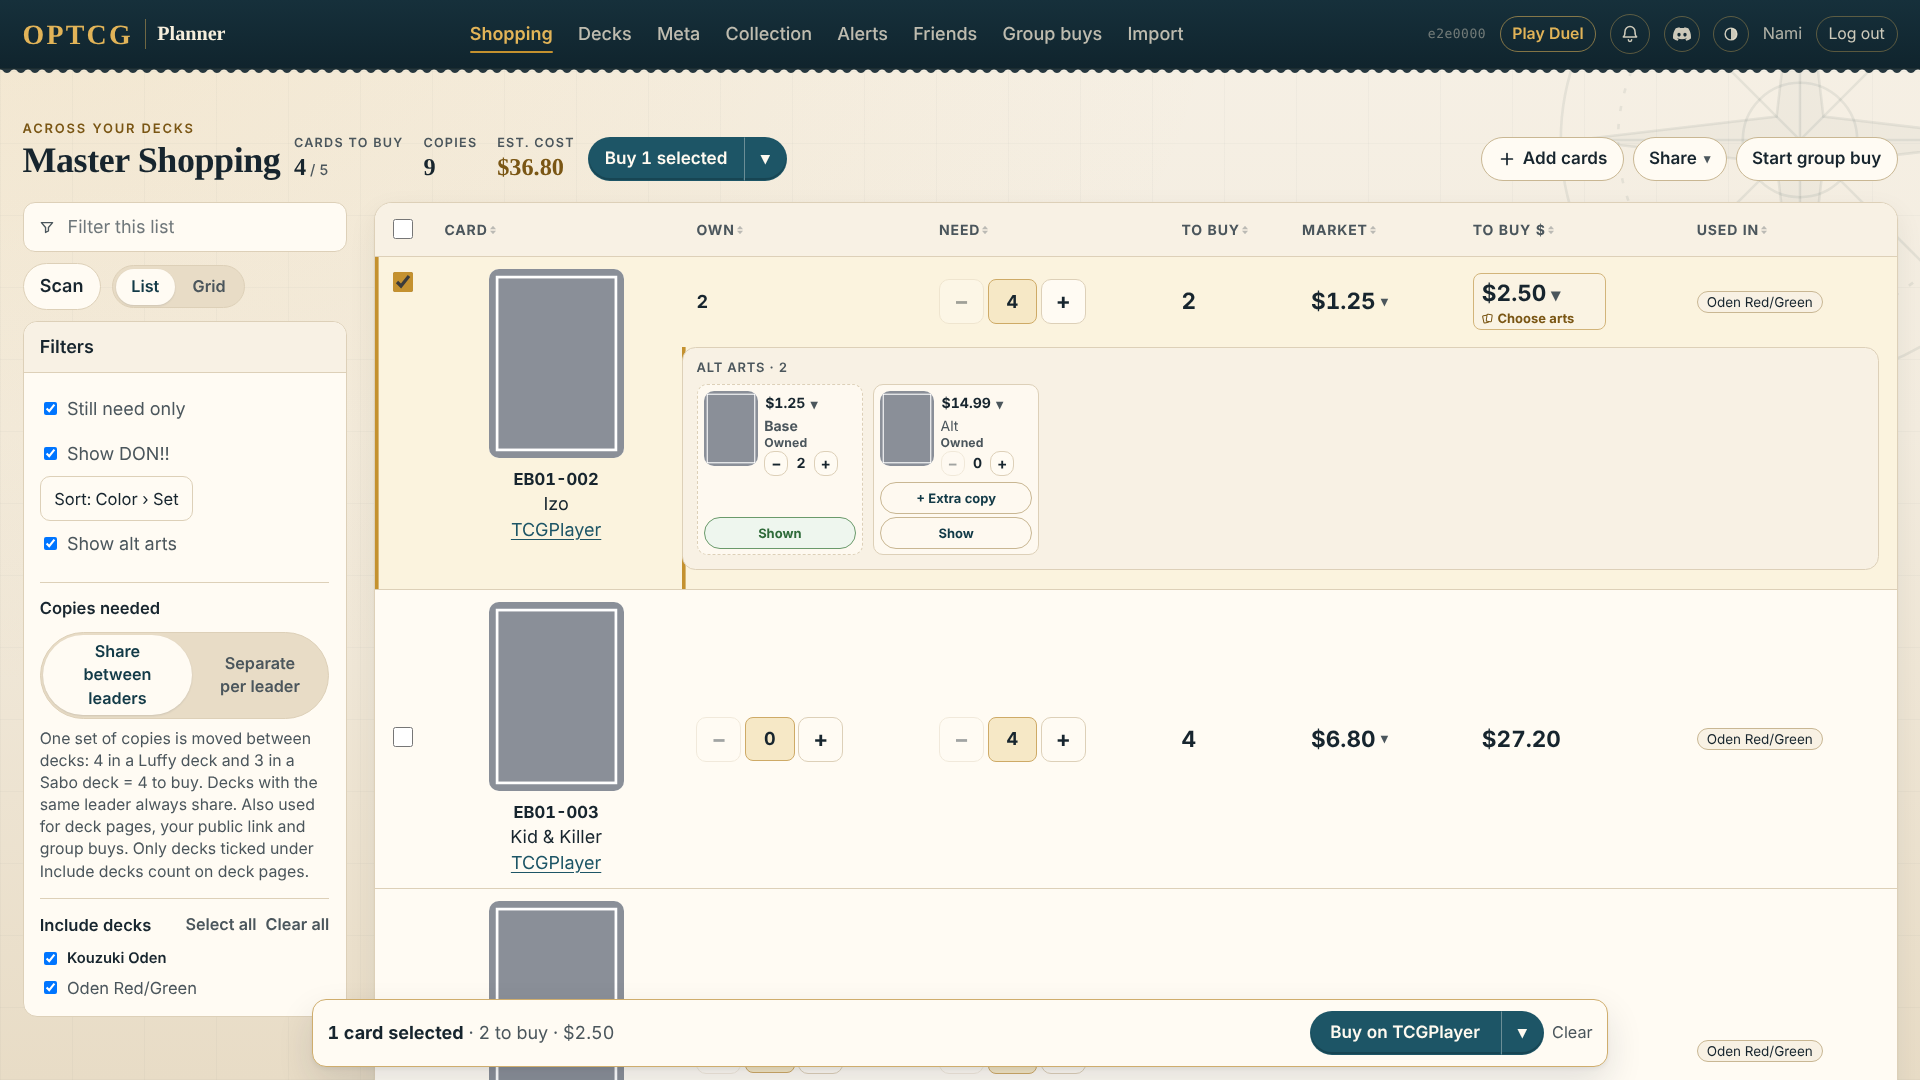 OPTCG
Planner
Shopping
Decks
Meta
Collection
Alerts
Friends
Group buys
Import
e2e0000
Play Duel
Nami
Log out
ACROSS YOUR DECKS
Master Shopping
CARDS TO BUY
4 / 5
COPIES
9
EST. COST
$36.80
Buy 1 selected ▼
+ Add cards
Share ▾
Start group buy
Filter this list
Scan
List
Grid
Filters
Still need only
Show DON!!
Sort: Color › Set
Show alt arts
Copies needed
Share
between
leaders
Separate
per leader
One set of copies is moved between
decks: 4 in a Luffy deck and 3 in a
Sabo deck = 4 to buy. Decks with the
same leader always share. Also used
for deck pages, your public link and
group buys. Only decks ticked under
Include decks count on deck pages.
Include decks
Select all
Clear all
Kouzuki Oden
Oden Red/Green
CARD
OWN
NEED
TO BUY
MARKET
TO BUY $
USED IN
EB01-002
Izo
TCGPlayer
2
− 4 +
2
$1.25 ▾
$2.50 ▾
Choose arts
Oden Red/Green
ALT ARTS · 2
$1.25 ▾
Base
Owned
− 2 +
Shown
$14.99 ▾
Alt
Owned
− 0 +
+ Extra copy
Show
EB01-003
Kid & Killer
TCGPlayer
− 0 +
− 4 +
4
$6.80 ▾
$27.20
Oden Red/Green
Oden Red/Green
1 card selected · 2 to buy · $2.50
Buy on TCGPlayer ▼
Clear